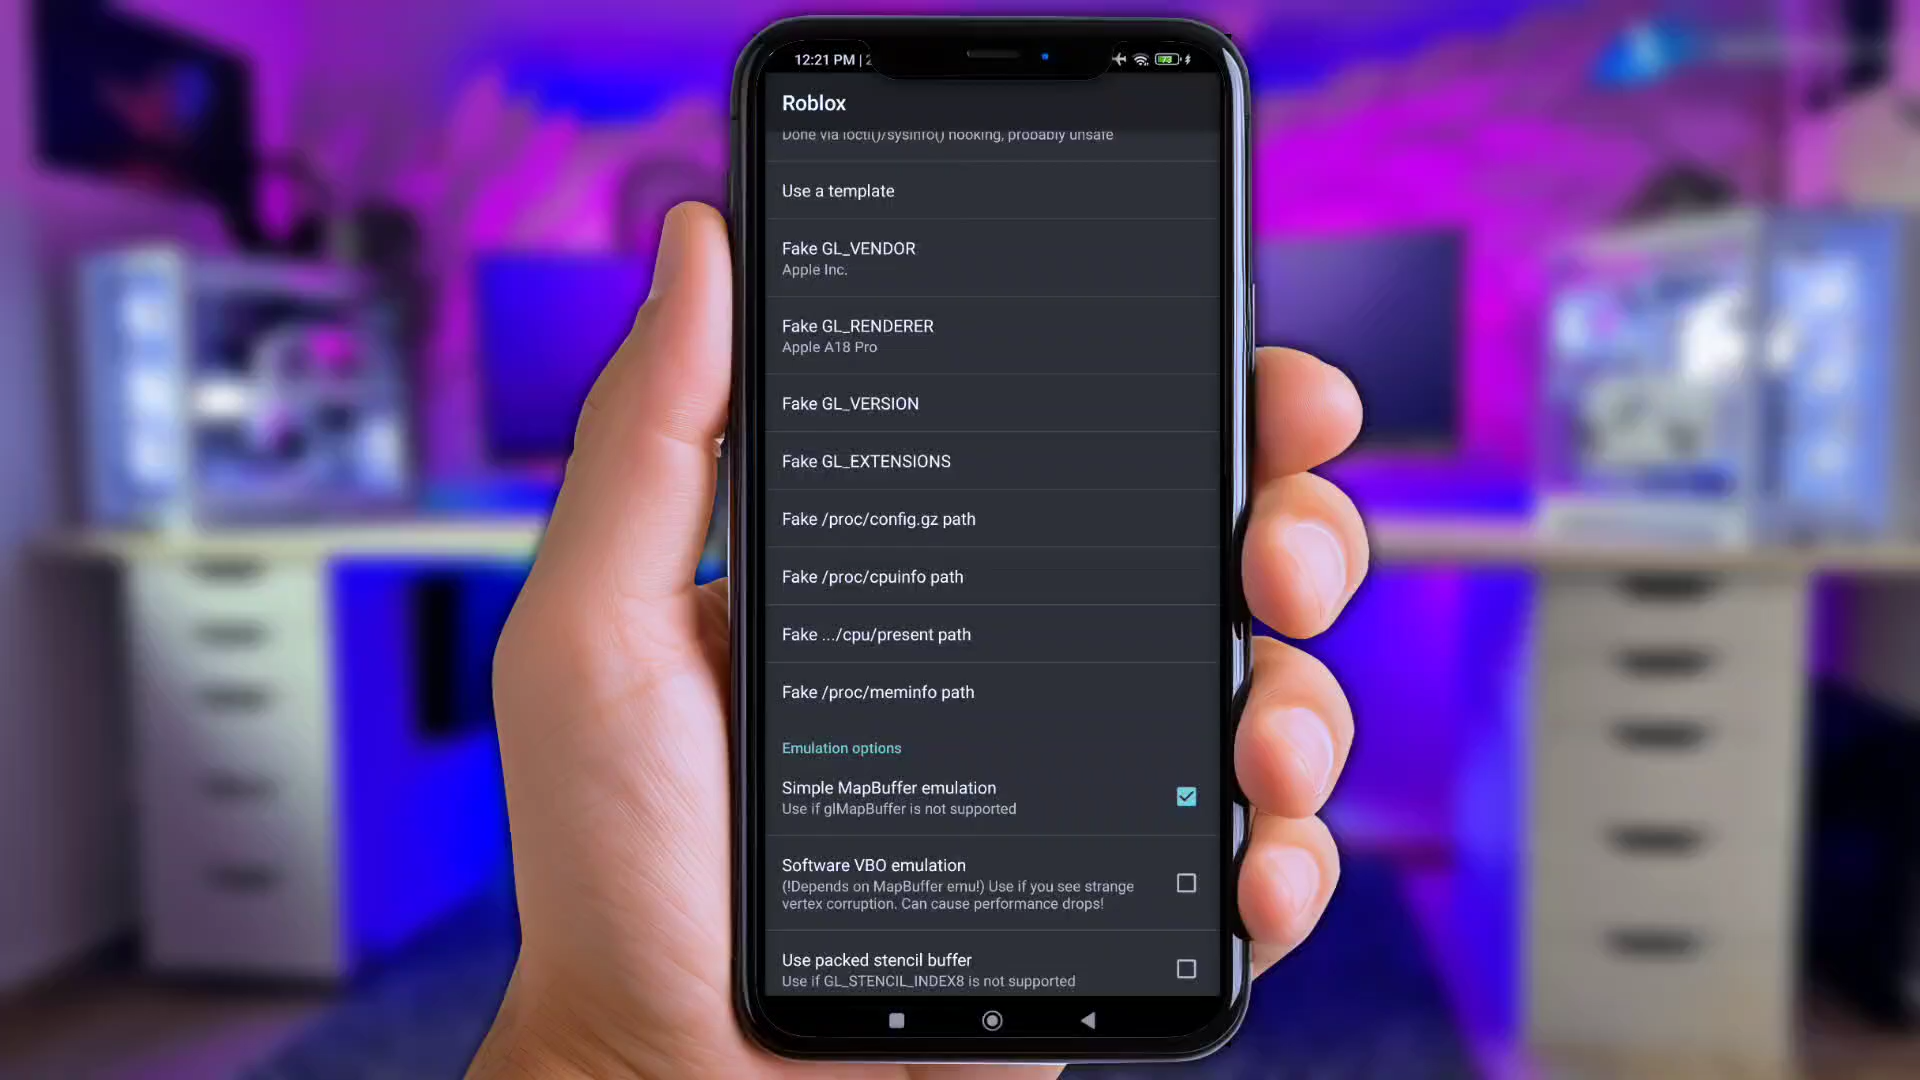 12:21 PM |
Roblox
Done via ioctl()/sysinfo() hooking, probably unsafe
Use a template
Fake GL_VENDOR
Apple Inc.
Fake GL_RENDERER
Apple A18 Pro
Fake GL_VERSION
Fake GL_EXTENSIONS
Fake /proc/config.gz path
Fake /proc/cpuinfo path
Fake .../cpu/present path
Fake /proc/meminfo path
Emulation options
Simple MapBuffer emulation
Use if glMapBuffer is not supported
Software VBO emulation
(!Depends on MapBuffer emu!) Use if you see strange
vertex corruption. Can cause performance drops!
Use packed stencil buffer
Use if GL_STENCIL_INDEX8 is not supported